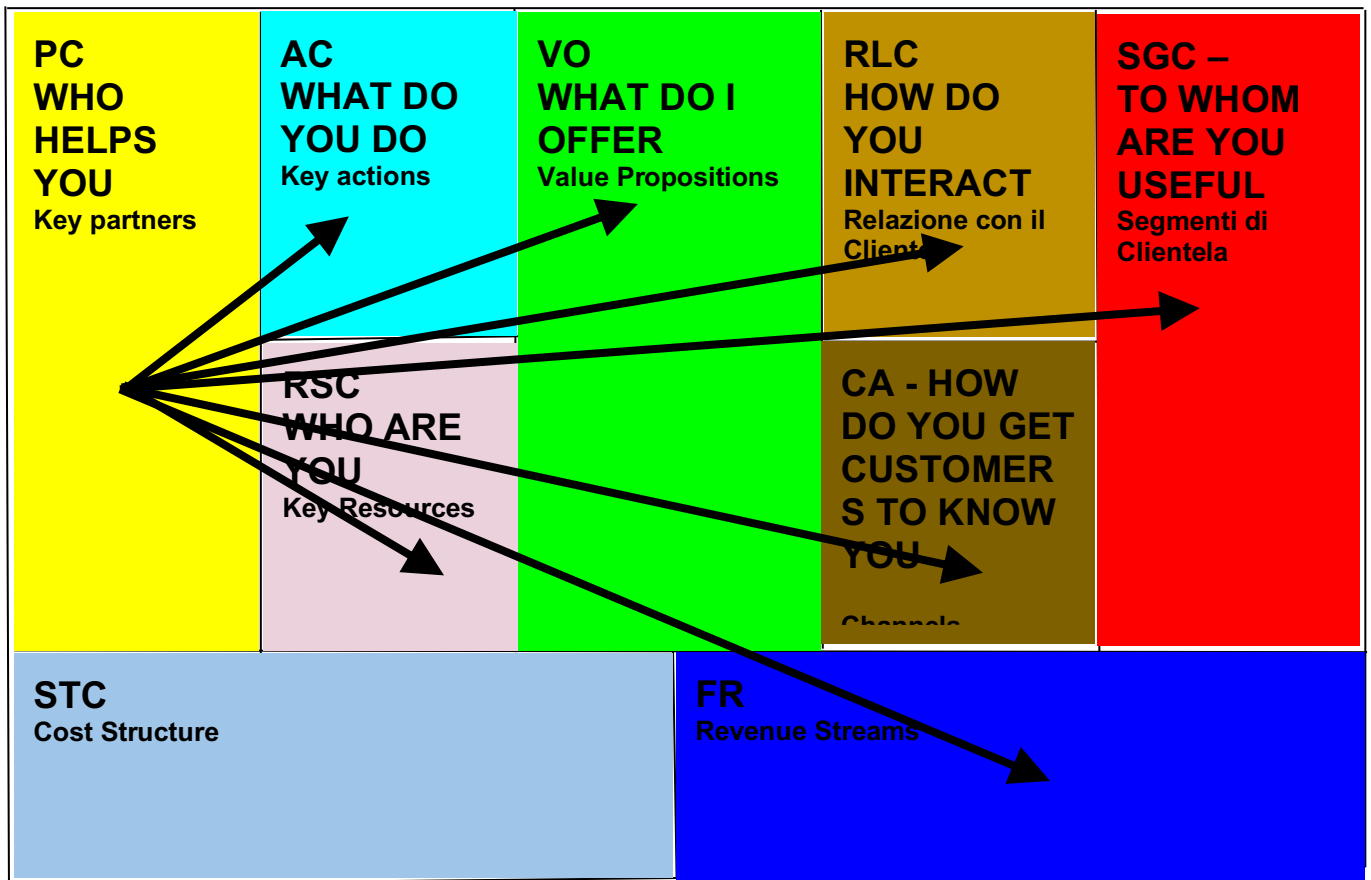 PC
WHO
HELPS
YOU
Key partners
AC
WHAT DO
YOU DO
Key actions
VO
WHAT DO I
OFFER
Value Propositions
RLC
HOW DO
YOU
INTERACT
Relazione con il
Cliente
SGC –
TO WHOM
ARE YOU
USEFUL
Segmenti di
Clientela
RSC
WHO ARE
YOU
Key Resources
CA - HOW
DO YOU GET
CUSTOMER
S TO KNOW
YOU
Channels
STC
Cost Structure
FR
Revenue Streams